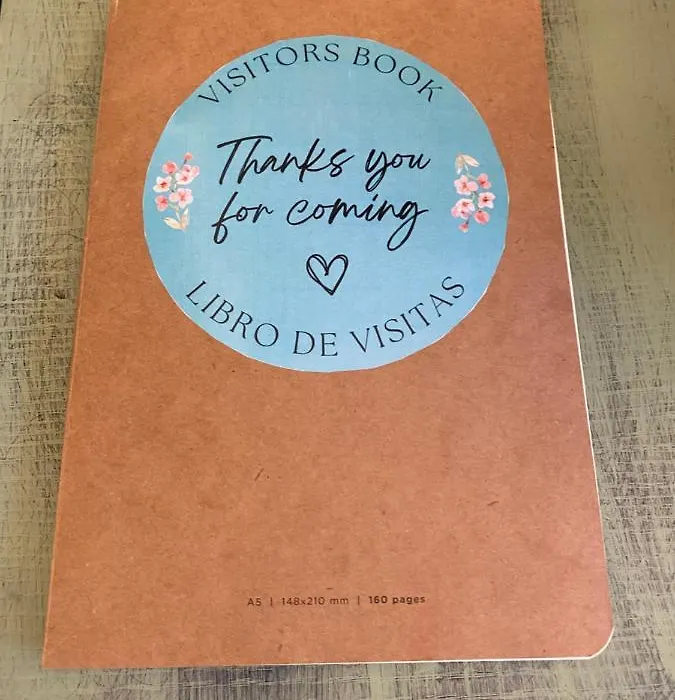 VISITORS BOOK
Thanks you
for coming
LIBRO DE VISITAS
A5 | 148x210 mm | 160 pages